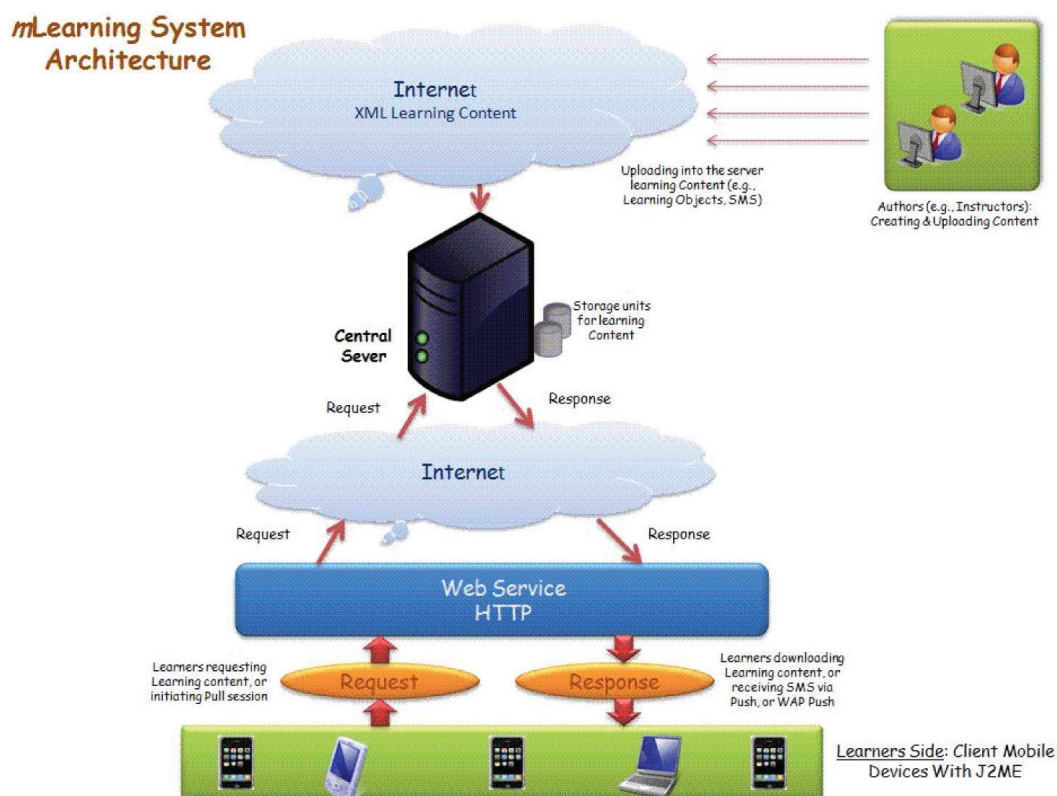 mLearning System
Architecture
Internet
XML Learning Content
Uploading into the server
learning Content (e.g.,
Learning Objects, SMS)
Authors (e.g., Instructors):
Creating & Uploading Content
Storage units
for learning
Content
Central
Sever
Request
Response
Internet
Request
Response
Web Service
HTTP
Learners requesting
Learning content, or
initiating Pull session
Request
Response
Learners downloading
Learning content, or
receiving SMS via
Push, or WAP Push
Learners Side: Client Mobile
Devices With J2ME